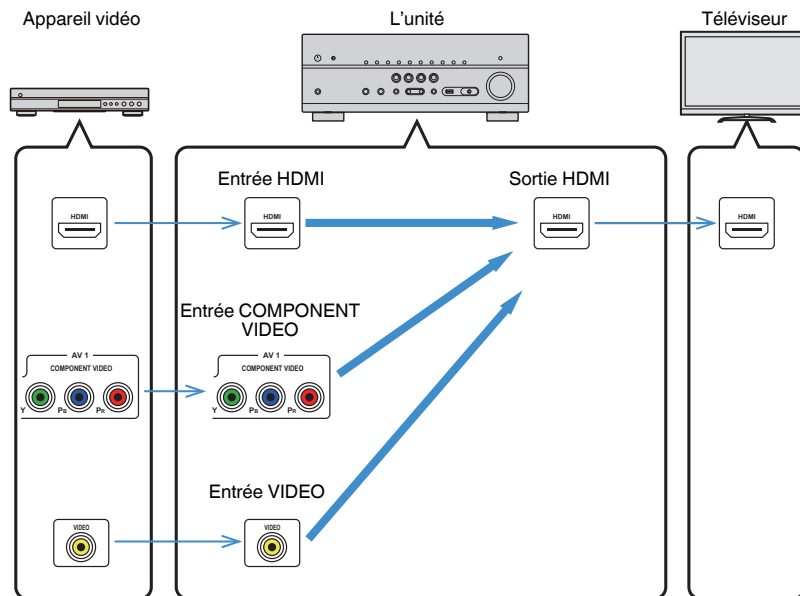 Appareil vidéo
L'unité
Téléviseur
Entrée HDMI
Sortie HDMI
HDMI
HDMI
HDMI
HDMI
Entrée COMPONENT
VIDEO
AV 1
COMPONENT VIDEO
Y PB PR
AV 1
COMPONENT VIDEO
Y PB PR
Entrée VIDEO
VIDEO
VIDEO